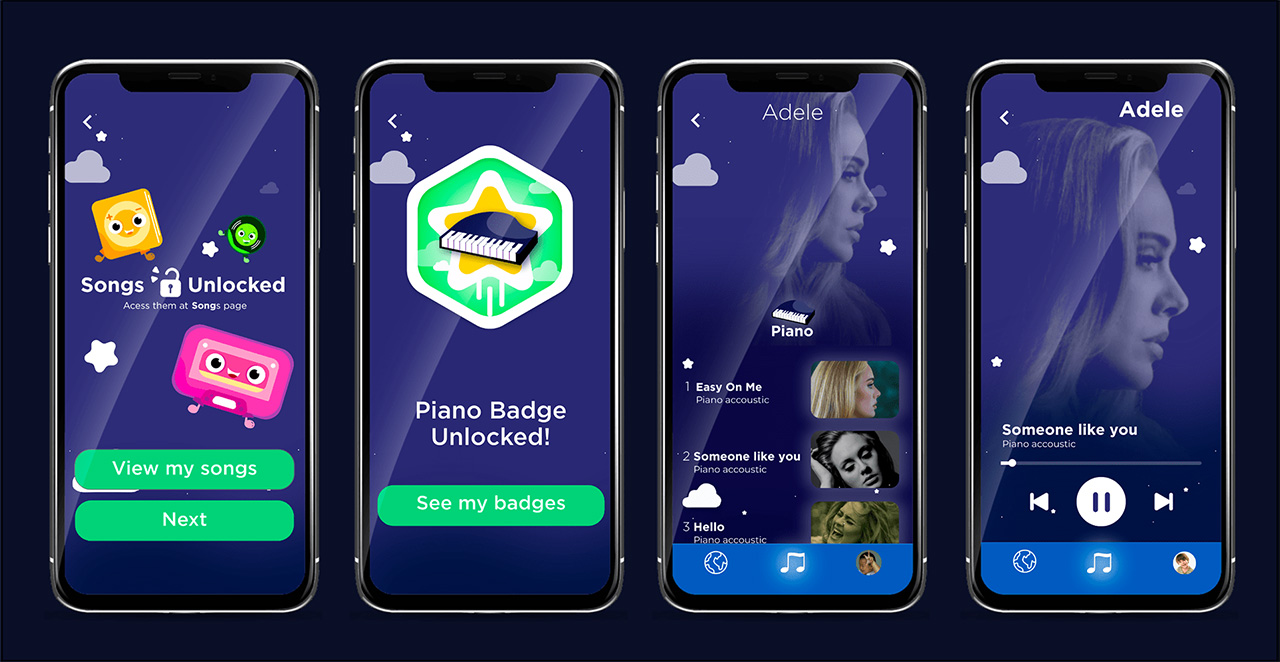 Songs Unlocked
Acess them at Songs page
View my songs
Next
Piano Badge
Unlocked!
See my badges
Adele
Piano
1 Easy On Me
Piano accoustic
2 Someone like you
Piano accoustic
3 Hello
Piano accoustic
Adele
Someone like you
Piano accoustic